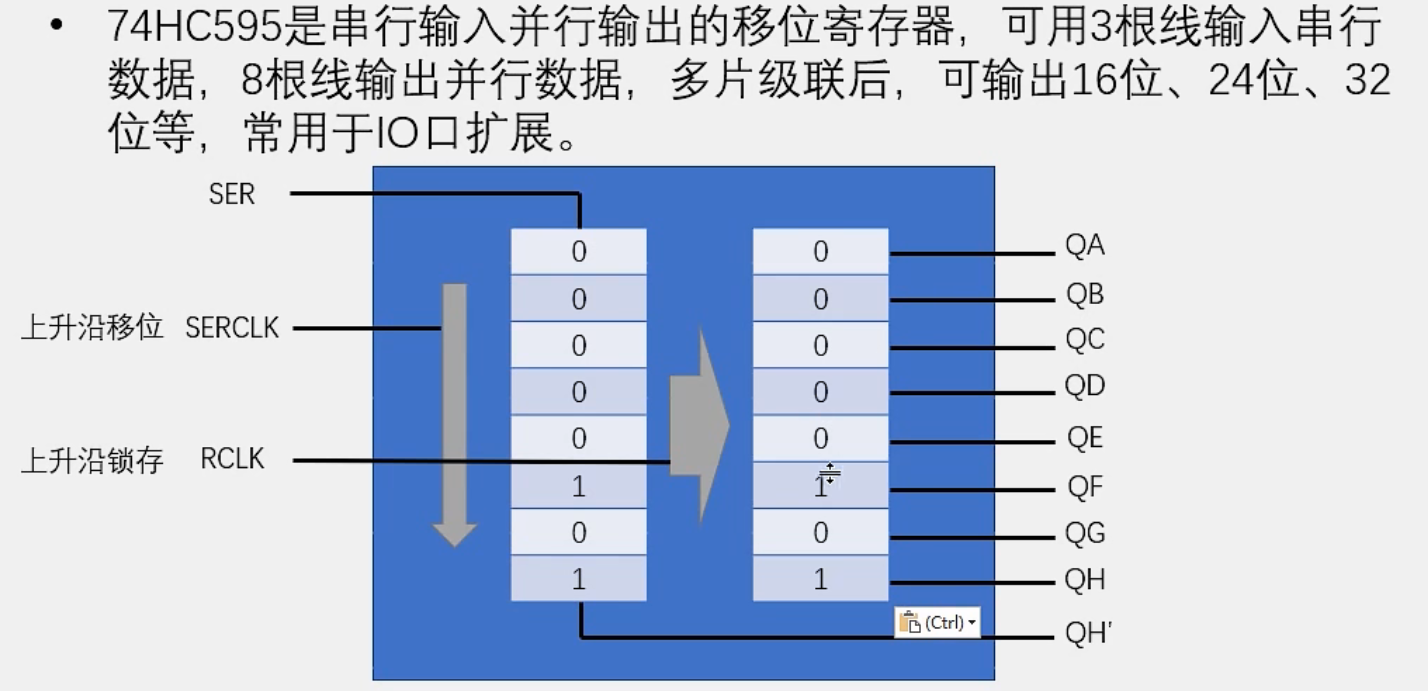 • 74HC595是串行输入并行输出的移位寄存器，可用3根线输入串行
数据，8根线输出并行数据，多片级联后，可输出16位、24位、32
位等，常用于IO口扩展。
SER
0 0 QA
0 0 QB
上升沿移位 SERCLK
0 0 QC
0 0 QD
0 0 QE
上升沿锁存 RCLK
1 1 QF
0 0 QG
1 1 QH
(Ctrl)
QH'